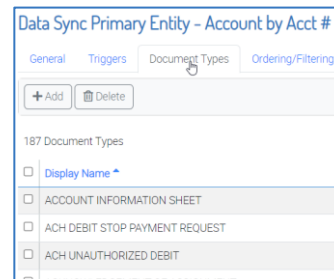 Data Sync Primary Entity - Account by Acct #
General Triggers Document Types Ordering/Filtering
+ Add Delete
187 Document Types
Display Name
ACCOUNT INFORMATION SHEET
ACH DEBIT STOP PAYMENT REQUEST
ACH UNAUTHORIZED DEBIT